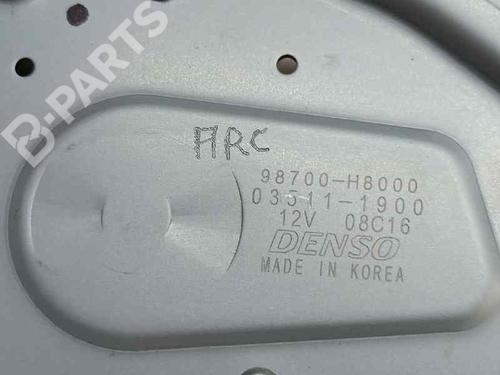 B-PARTS
ARC
98700-H8000
03511-1900
12V 08C16
DENSO
MADE IN KOREA